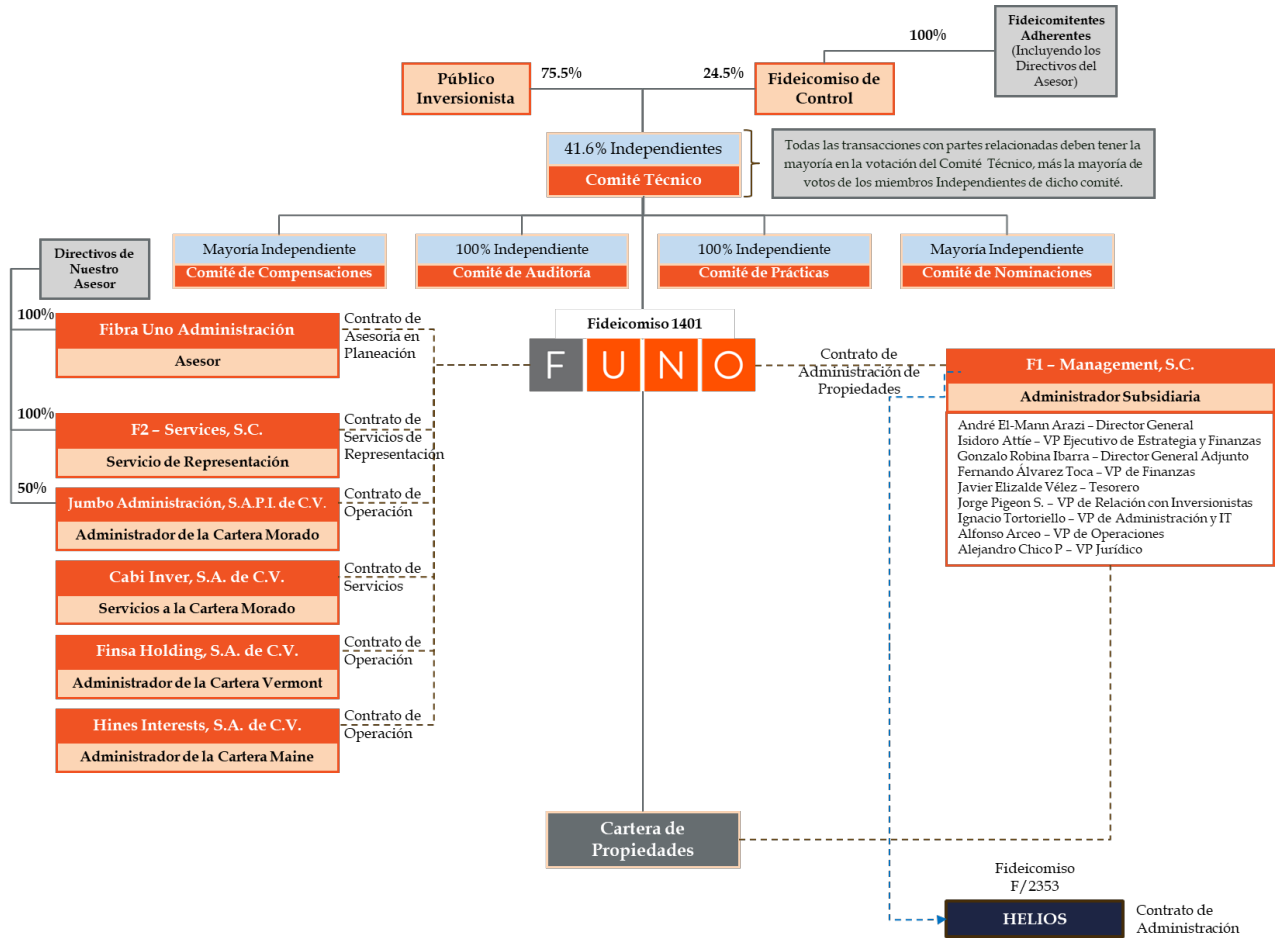 Fideicomitentes
Adherentes
(Incluyendo los
Directivos del
Asesor)
100%
Público
Inversionista
75.5%
24.5%
Fideicomiso de
Control
41.6% Independientes
Comité Técnico
Todas las transacciones con partes relacionadas deben tener la
mayoría en la votación del Comité Técnico, más la mayoría de
votos de los miembros Independientes de dicho comité.
Mayoría Independiente
Comité de Compensaciones
100% Independiente
Comité de Auditoría
100% Independiente
Comité de Prácticas
Mayoría Independiente
Comité de Nominaciones
Directivos de
Nuestro
Asesor
100%
Fibra Uno Administración
Asesor
Contrato de
Asesoría en
Planeación
100%
F2 – Services, S.C.
Servicio de Representación
Contrato de
Servicios de
Representación
50%
Jumbo Administración, S.A.P.I. de C.V.
Administrador de la Cartera Morado
Contrato de
Operación
Cabi Inver, S.A. de C.V.
Servicios a la Cartera Morado
Contrato de
Servicios
Finsa Holding, S.A. de C.V.
Administrador de la Cartera Vermont
Contrato de
Operación
Hines Interests, S.A. de C.V.
Administrador de la Cartera Maine
Contrato de
Operación
Fideicomiso 1401
FUNO
Contrato de
Administración de
Propiedades
F1 – Management, S.C.
Administrador Subsidiaria
André El-Mann Arazi – Director General
Isidoro Attíe – VP Ejecutivo de Estrategia y Finanzas
Gonzalo Robina Ibarra – Director General Adjunto
Fernando Álvarez Toca – VP de Finanzas
Javier Elizalde Vélez – Tesorero
Jorge Pigeon S. – VP de Relación con Inversionistas
Ignacio Tortoriello – VP de Administración y IT
Alfonso Arceo – VP de Operaciones
Alejandro Chico P – VP Jurídico
Cartera de
Propiedades
Fideicomiso
F/2353
HELIOS
Contrato de
Administración